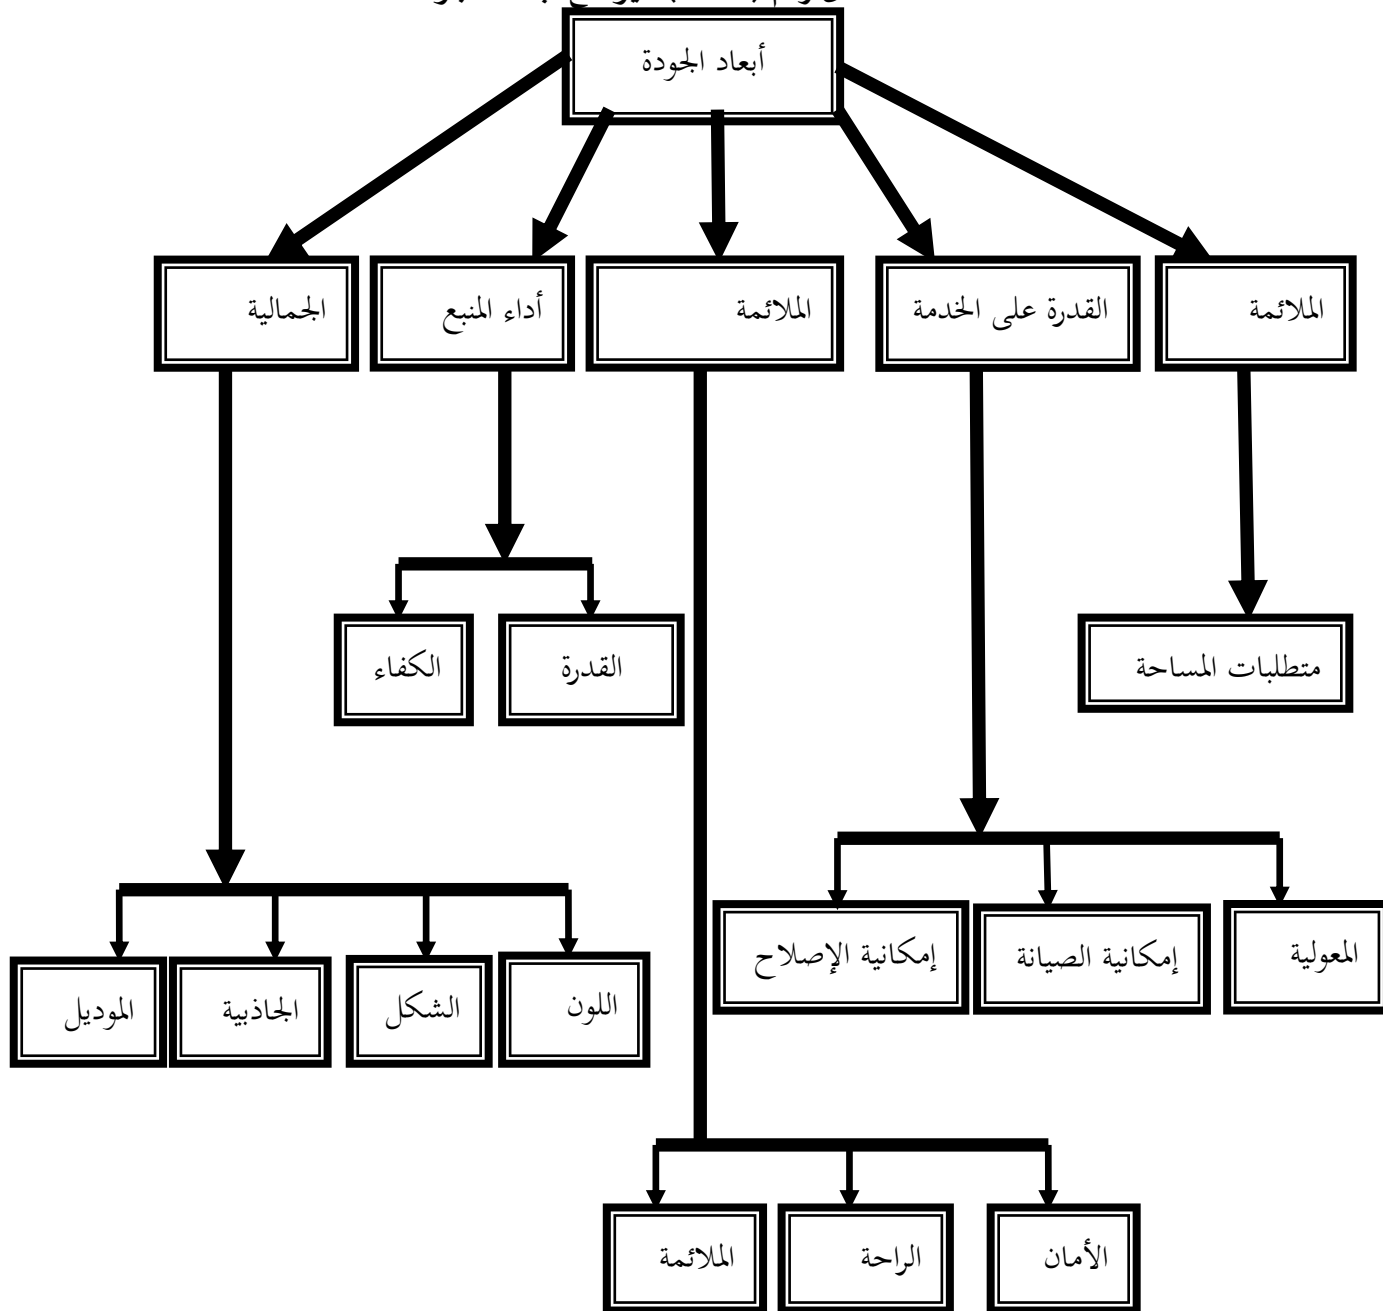 أبعاد الجودة
الملائمة
القدرة على الخدمة
الملائمة
أداء المنبع
الجمالية
متطلبات المساحة
القدرة
الكفاء
المعولية
إمكانية الصيانة
إمكانية الإصلاح
اللون
الشكل
الجاذبية
الموديل
الأمان
الراحة
الملائمة